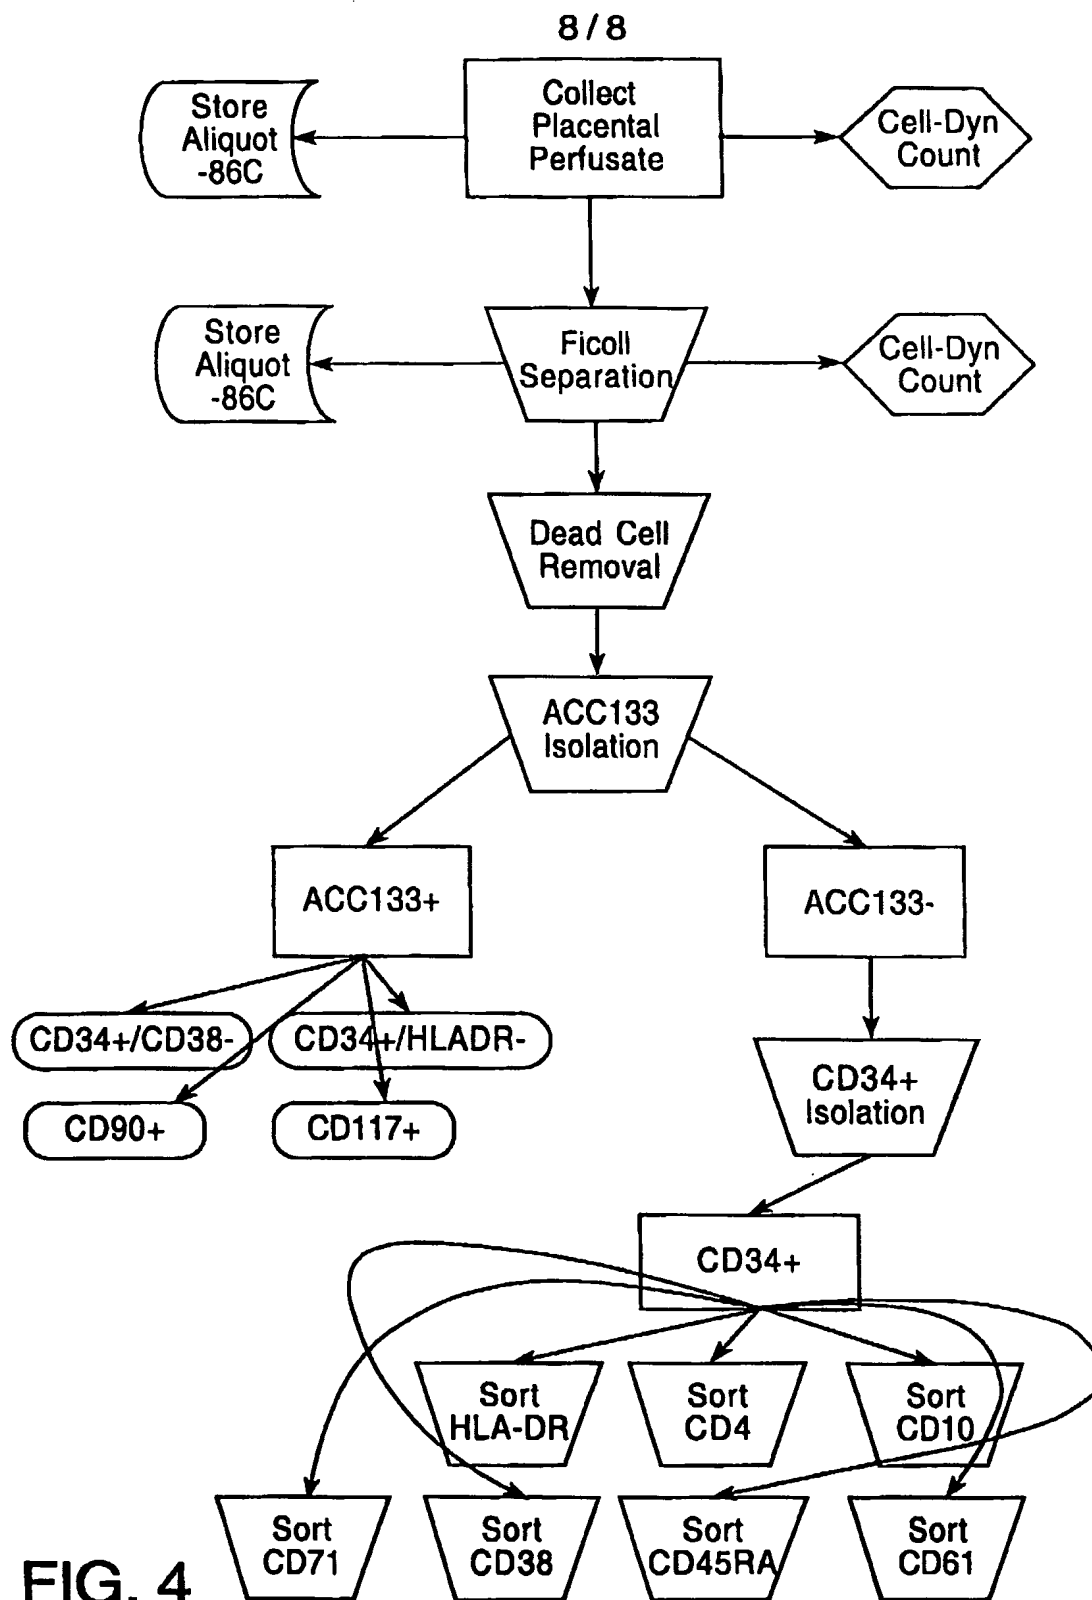 8/8
Store
Aliquot
-86C
Collect
Placental
Perfusate
Cell-Dyn
Count
Store
Aliquot
-86C
Ficoll
Separation
Cell-Dyn
Count
Dead Cell
Removal
ACC133
Isolation
ACC133+
ACC133-
CD34+/CD38-
CD34+/HLADR-
CD90+
CD117+
CD34+
Isolation
CD34+
Sort
HLA-DR
Sort
CD4
Sort
CD10
Sort
CD71
Sort
CD38
Sort
CD45RA
Sort
CD61
FIG. 4